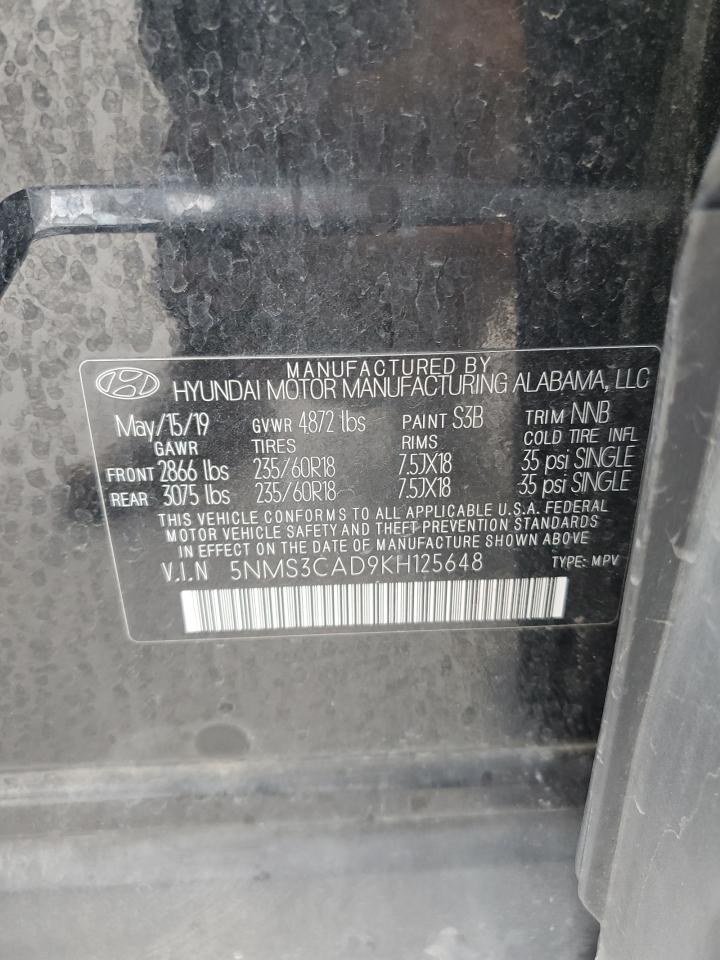 MANUFACTURED BY
HYUNDAI MOTOR MANUFACTURING ALABAMA, LLC
May/15/19 GVWR 4872 lbs PAINT S3B TRIM NNB
GAWR TIRES RIMS COLD TIRE INFL
FRONT 2866 lbs 235/60R18 7.5JX18 35 psi SINGLE
REAR 3075 lbs 235/60R18 7.5JX18 35 psi SINGLE
THIS VEHICLE CONFORMS TO ALL APPLICABLE U.S.A. FEDERAL
MOTOR VEHICLE SAFETY AND THEFT PREVENTION STANDARDS
IN EFFECT ON THE DATE OF MANUFACTURE SHOWN ABOVE
V.I.N 5NMS3CAD9KH125648 TYPE: MPV